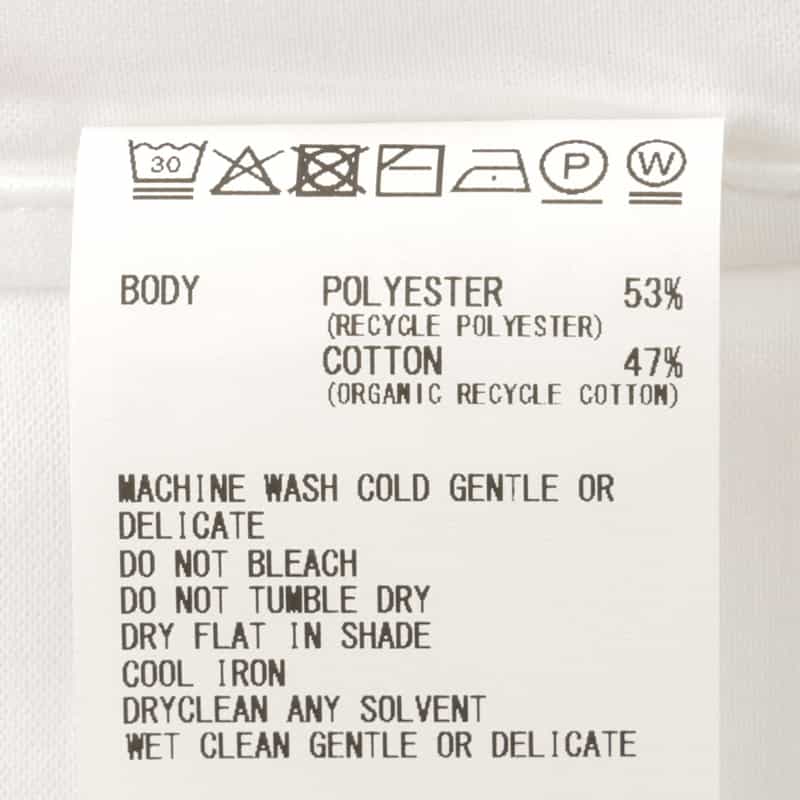 30 P W
BODY POLYESTER 53%
(RECYCLE POLYESTER)
COTTON 47%
(ORGANIC RECYCLE COTTON)
MACHINE WASH COLD GENTLE OR
DELICATE
DO NOT BLEACH
DO NOT TUMBLE DRY
DRY FLAT IN SHADE
COOL IRON
DRYCLEAN ANY SOLVENT
WET CLEAN GENTLE OR DELICATE